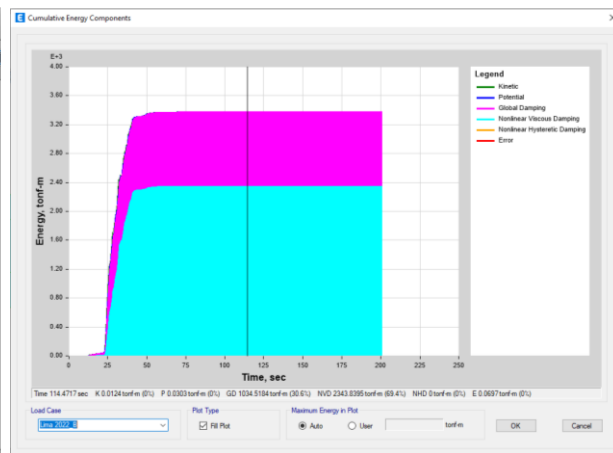 Cumulative Energy Components
E+3
4.00
3.60
3.20
2.80
2.40
2.00
1.60
1.20
0.80
0.40
0.00
Energy, tonf-m
0 25 50 75 100 125 150 175 200 225 250
Time, sec
Legend
Kinetic
Potential
Global Damping
Nonlinear Viscous Damping
Nonlinear Hysteretic Damping
Error
Time 114.4717 sec K 0.0124 tonf-m (0%) P 0.0303 tonf-m (0%) GD 1034.5184 tonf-m (30.6%) NVD 2343.8395 tonf-m (69.4%) NHD 0 tonf-m (0%) E 0.0697 tonf-m (0%)
Load Case
Lima 2022_8
Plot Type
Fill Plot
Maximum Energy in Plot
Auto User tonf-m
OK
Cancel